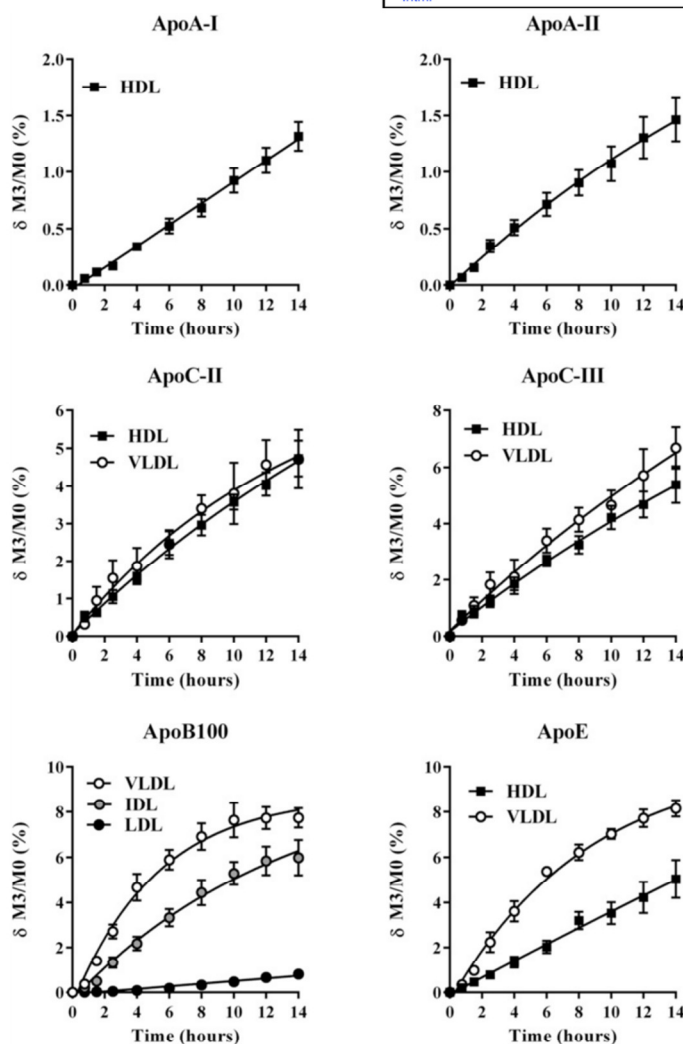 ApoA-I
2.0
1.5
1.0
0.5
0.0
HDL
δ M3/M0 (%)
0 2 4 6 8 10 12 14
Time (hours)
ApoA-II
2.0
1.5
1.0
0.5
0.0
HDL
δ M3/M0 (%)
0 2 4 6 8 10 12 14
Time (hours)
ApoC-II
6
5
4
3
2
1
0
HDL
VLDL
δ M3/M0 (%)
0 2 4 6 8 10 12 14
Time (hours)
ApoC-III
8
6
4
2
0
HDL
VLDL
δ M3/M0 (%)
0 2 4 6 8 10 12 14
Time (hours)
ApoB100
10
8
6
4
2
0
VLDL
IDL
LDL
δ M3/M0 (%)
0 2 4 6 8 10 12 14
Time (hours)
ApoE
10
8
6
4
2
0
HDL
VLDL
δ M3/M0 (%)
0 2 4 6 8 10 12 14
Time (hours)